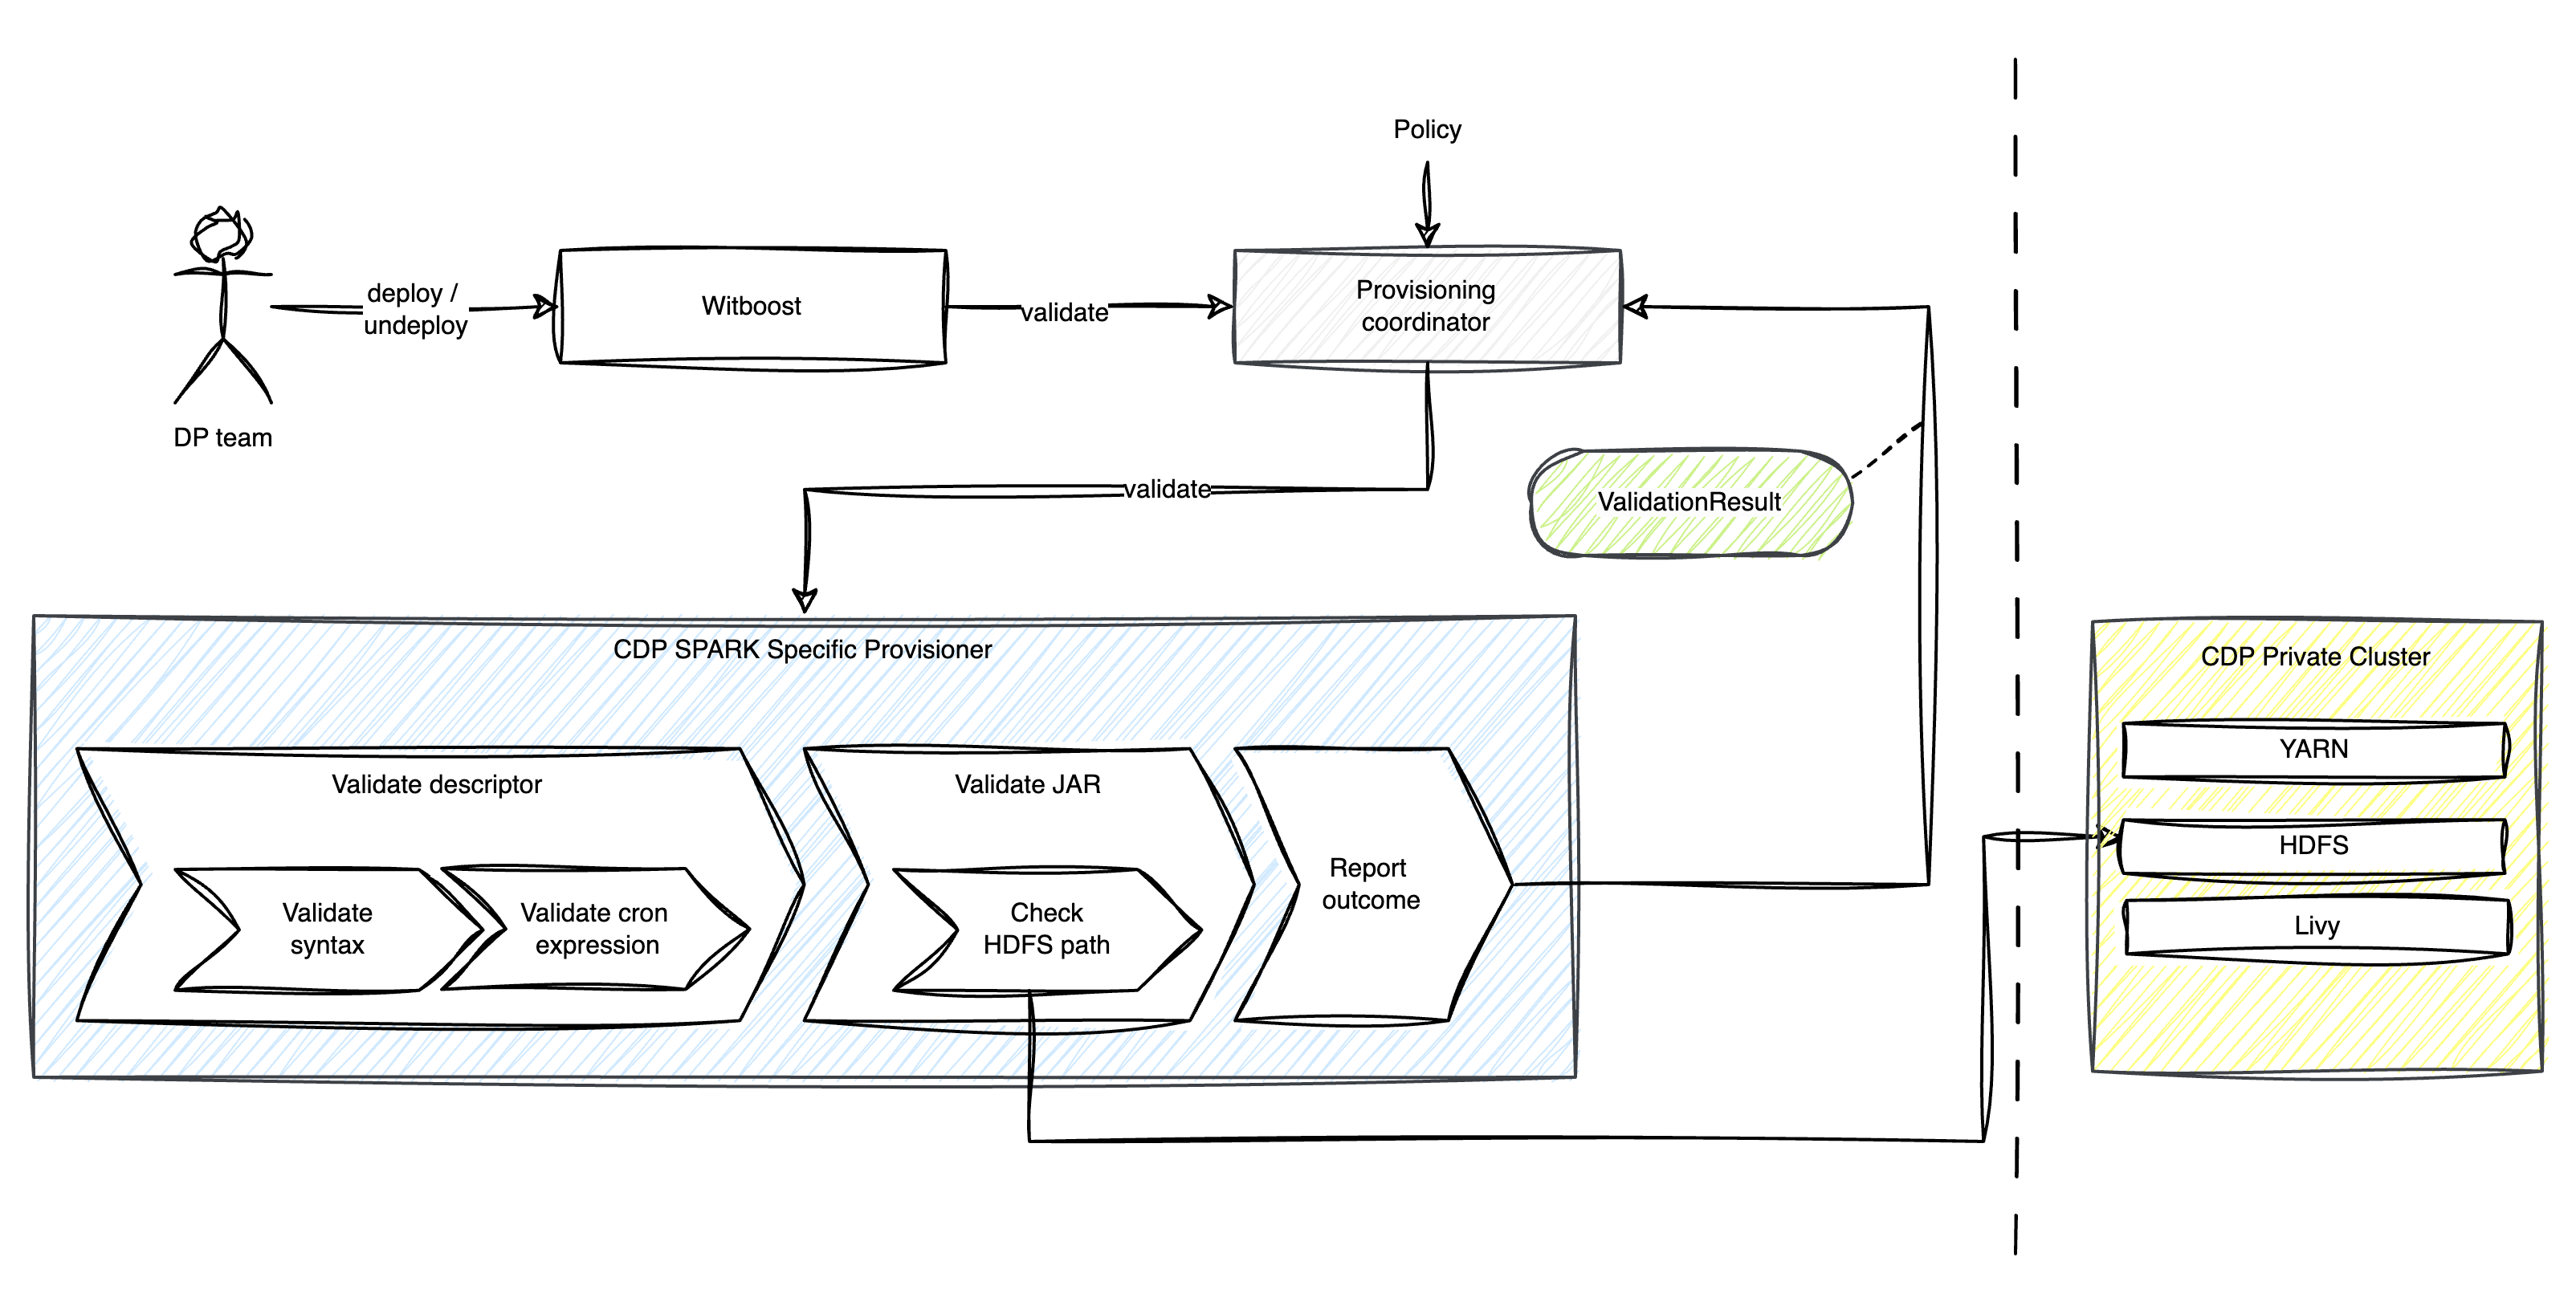 Policy
deploy /
undeploy
Witboost
validate
Provisioning
coordinator
DP team
validate
ValidationResult
CDP SPARK Specific Provisioner
Validate descriptor
Validate
syntax
Validate cron
expression
Validate JAR
Check
HDFS path
Report
outcome
CDP Private Cluster
YARN
HDFS
Livy